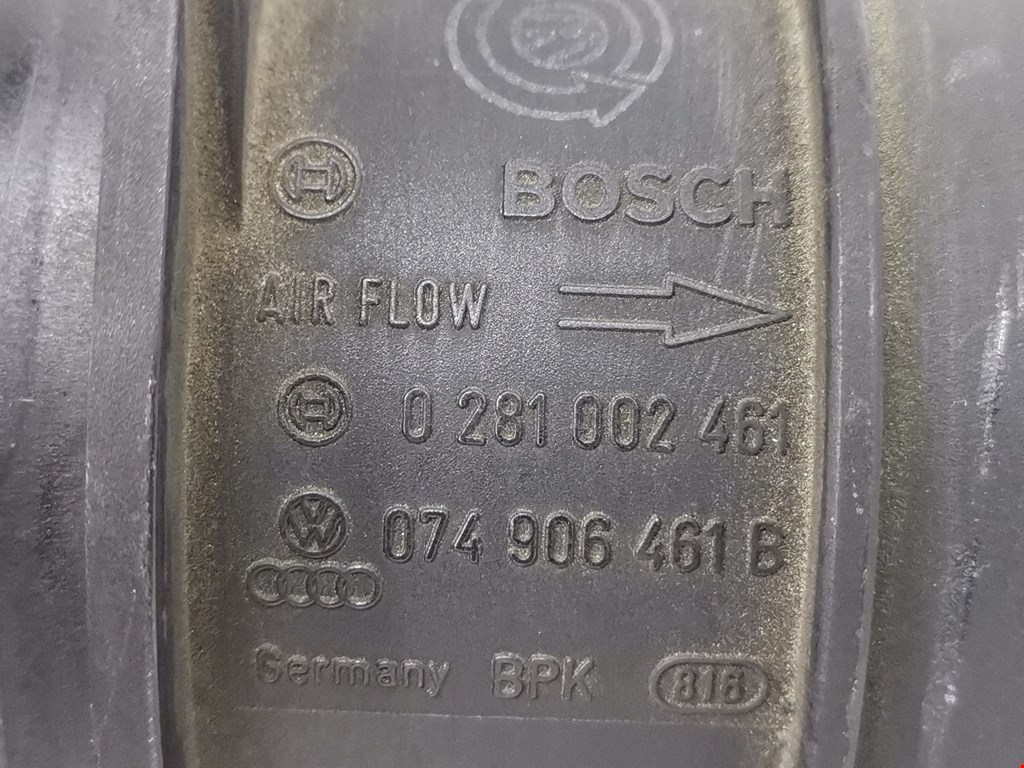 BOSCH
AIR FLOW
0 281 002 461
074 906 461 B
Germany BPK 816